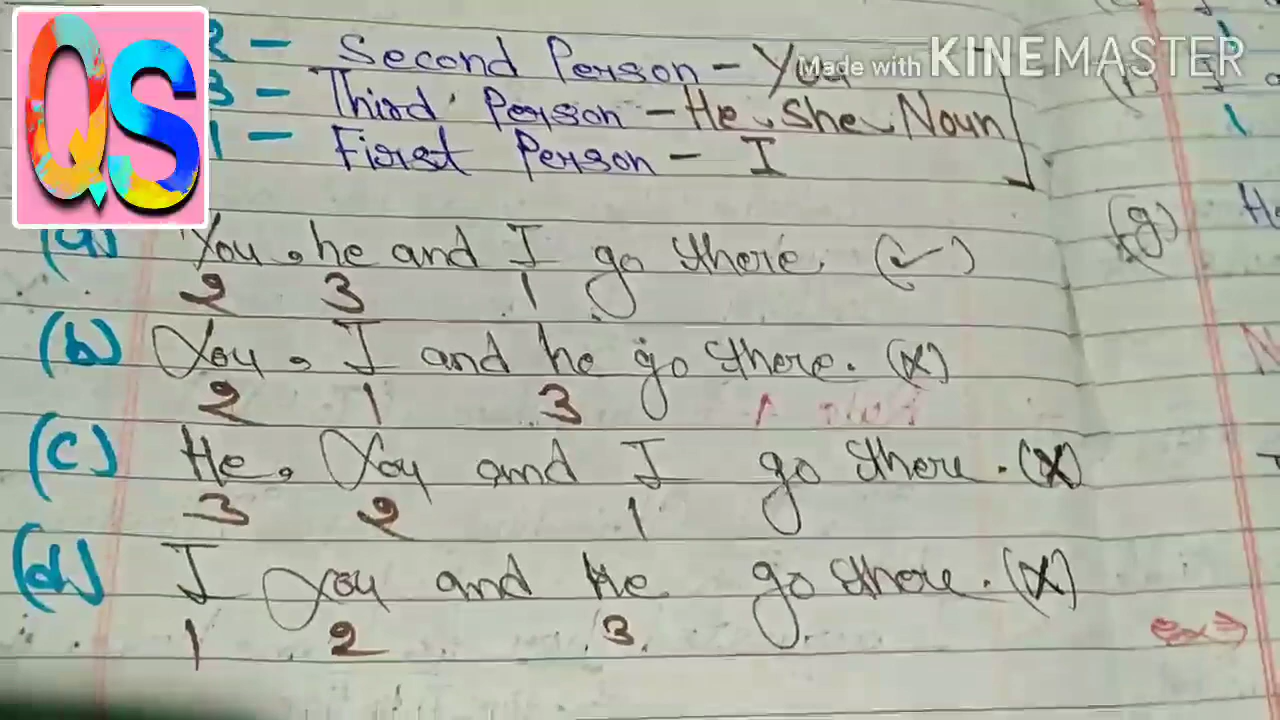 QS
Made with KINEMASTER
2 - Second Person - You
3 - Third Person - He, She, Noun
1 - First Person - I
(a) You, he and I go there. (✓)
2 3 1
(b) You, I and he go there. (x)
2 1 3
(c) He, You and I go there. (x)
3 2 1
(d) I You and He go there. (x)
1 2 3
(g)